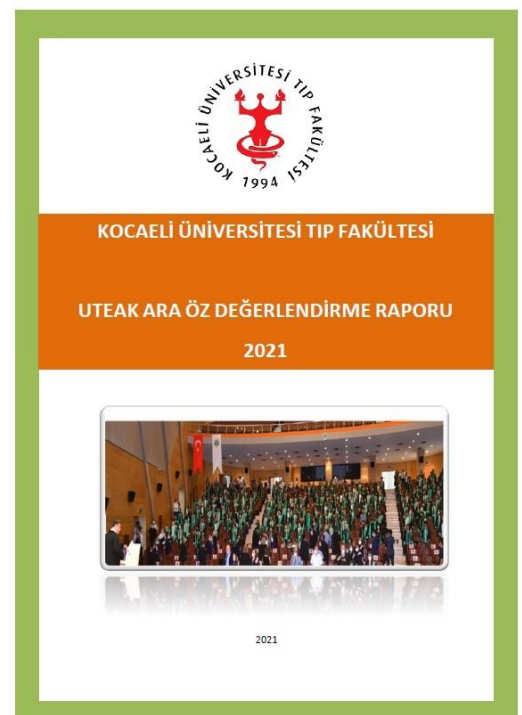 KOCAELİ ÜNİVERSİTESİ TIP FAKÜLTESİ
1994
KOCAELİ ÜNİVERSİTESİ TIP FAKÜLTESİ
UTEAK ARA ÖZ DEĞERLENDİRME RAPORU
2021
2021